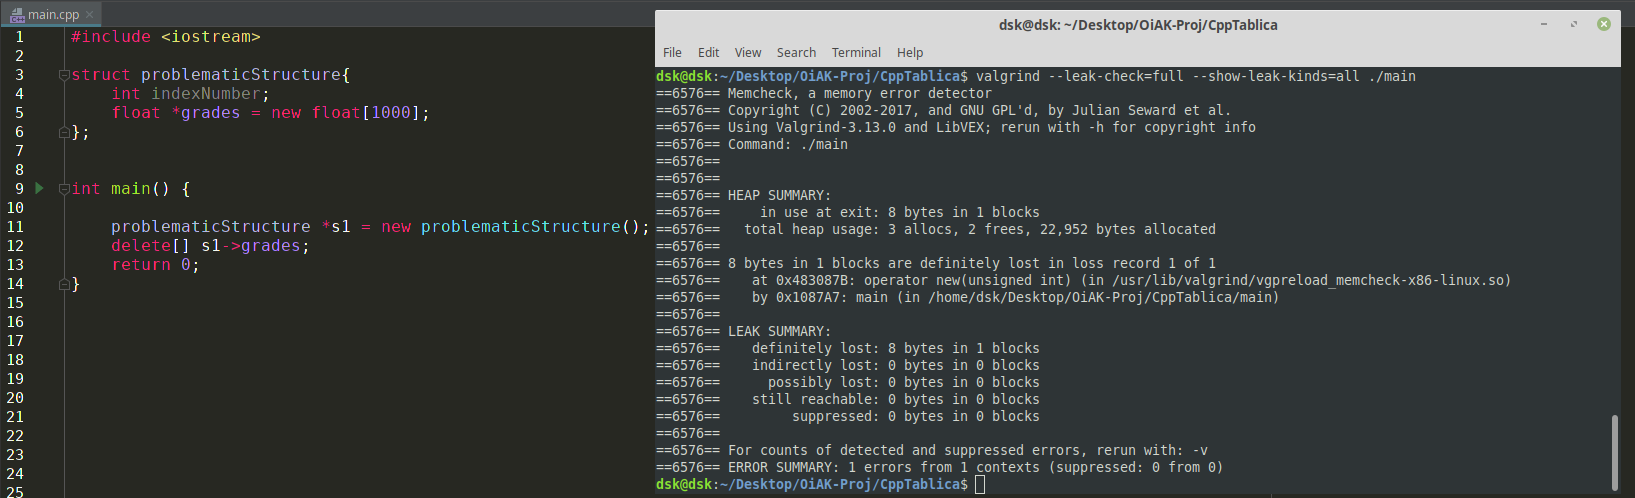 main.cpp
1 #include <iostream>
2
3 struct problematicStructure{
4 int indexNumber;
5 float *grades = new float[1000];
6 };
7
8
9 int main() {
10
11 problematicStructure *s1 = new problematicStructure();
12 delete[] s1->grades;
13 return 0;
14 }
15
16
17
18
19
20
21
22
23
24
25
dsk@dsk: ~/Desktop/OiAK-Proj/CppTablica
File Edit View Search Terminal Help
dsk@dsk:~/Desktop/OiAK-Proj/CppTablica$ valgrind --leak-check=full --show-leak-kinds=all ./main
==6576== Memcheck, a memory error detector
==6576== Copyright (C) 2002-2017, and GNU GPL'd, by Julian Seward et al.
==6576== Using Valgrind-3.13.0 and LibVEX; rerun with -h for copyright info
==6576== Command: ./main
==6576==
==6576==
==6576== HEAP SUMMARY:
==6576==     in use at exit: 8 bytes in 1 blocks
==6576==   total heap usage: 3 allocs, 2 frees, 22,952 bytes allocated
==6576==
==6576== 8 bytes in 1 blocks are definitely lost in loss record 1 of 1
==6576==    at 0x483087B: operator new(unsigned int) (in /usr/lib/valgrind/vgpreload_memcheck-x86-linux.so)
==6576==    by 0x1087A7: main (in /home/dsk/Desktop/OiAK-Proj/CppTablica/main)
==6576==
==6576== LEAK SUMMARY:
==6576==    definitely lost: 8 bytes in 1 blocks
==6576==    indirectly lost: 0 bytes in 0 blocks
==6576==      possibly lost: 0 bytes in 0 blocks
==6576==    still reachable: 0 bytes in 0 blocks
==6576==         suppressed: 0 bytes in 0 blocks
==6576==
==6576== For counts of detected and suppressed errors, rerun with: -v
==6576== ERROR SUMMARY: 1 errors from 1 contexts (suppressed: 0 from 0)
dsk@dsk:~/Desktop/OiAK-Proj/CppTablica$